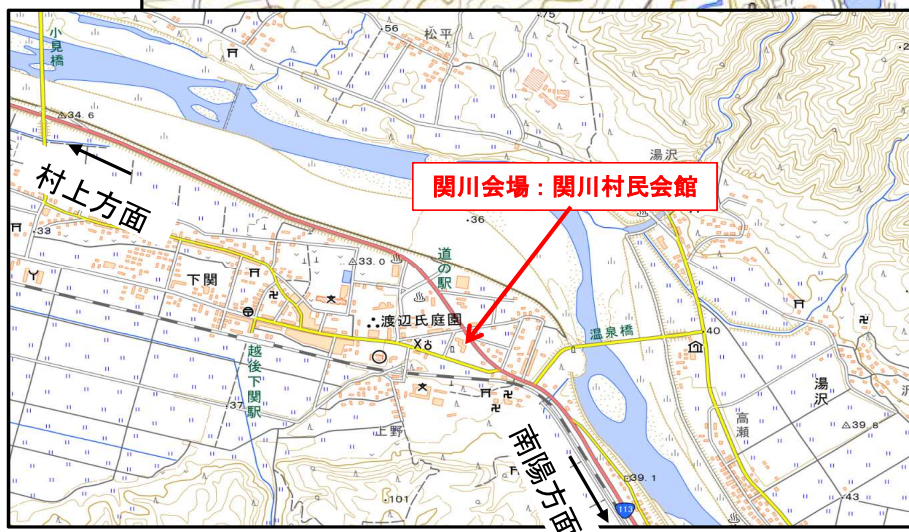 小見橋
56
松平
75
34.6
村上方面
湯沢
関川会場:関川村民会館
36
33
33.0
道の駅
下関
渡辺氏庭園
温泉橋
40
越後下関駅
37
上野
湯沢
高瀬
39.8
南陽方面
39.1
101
43
113